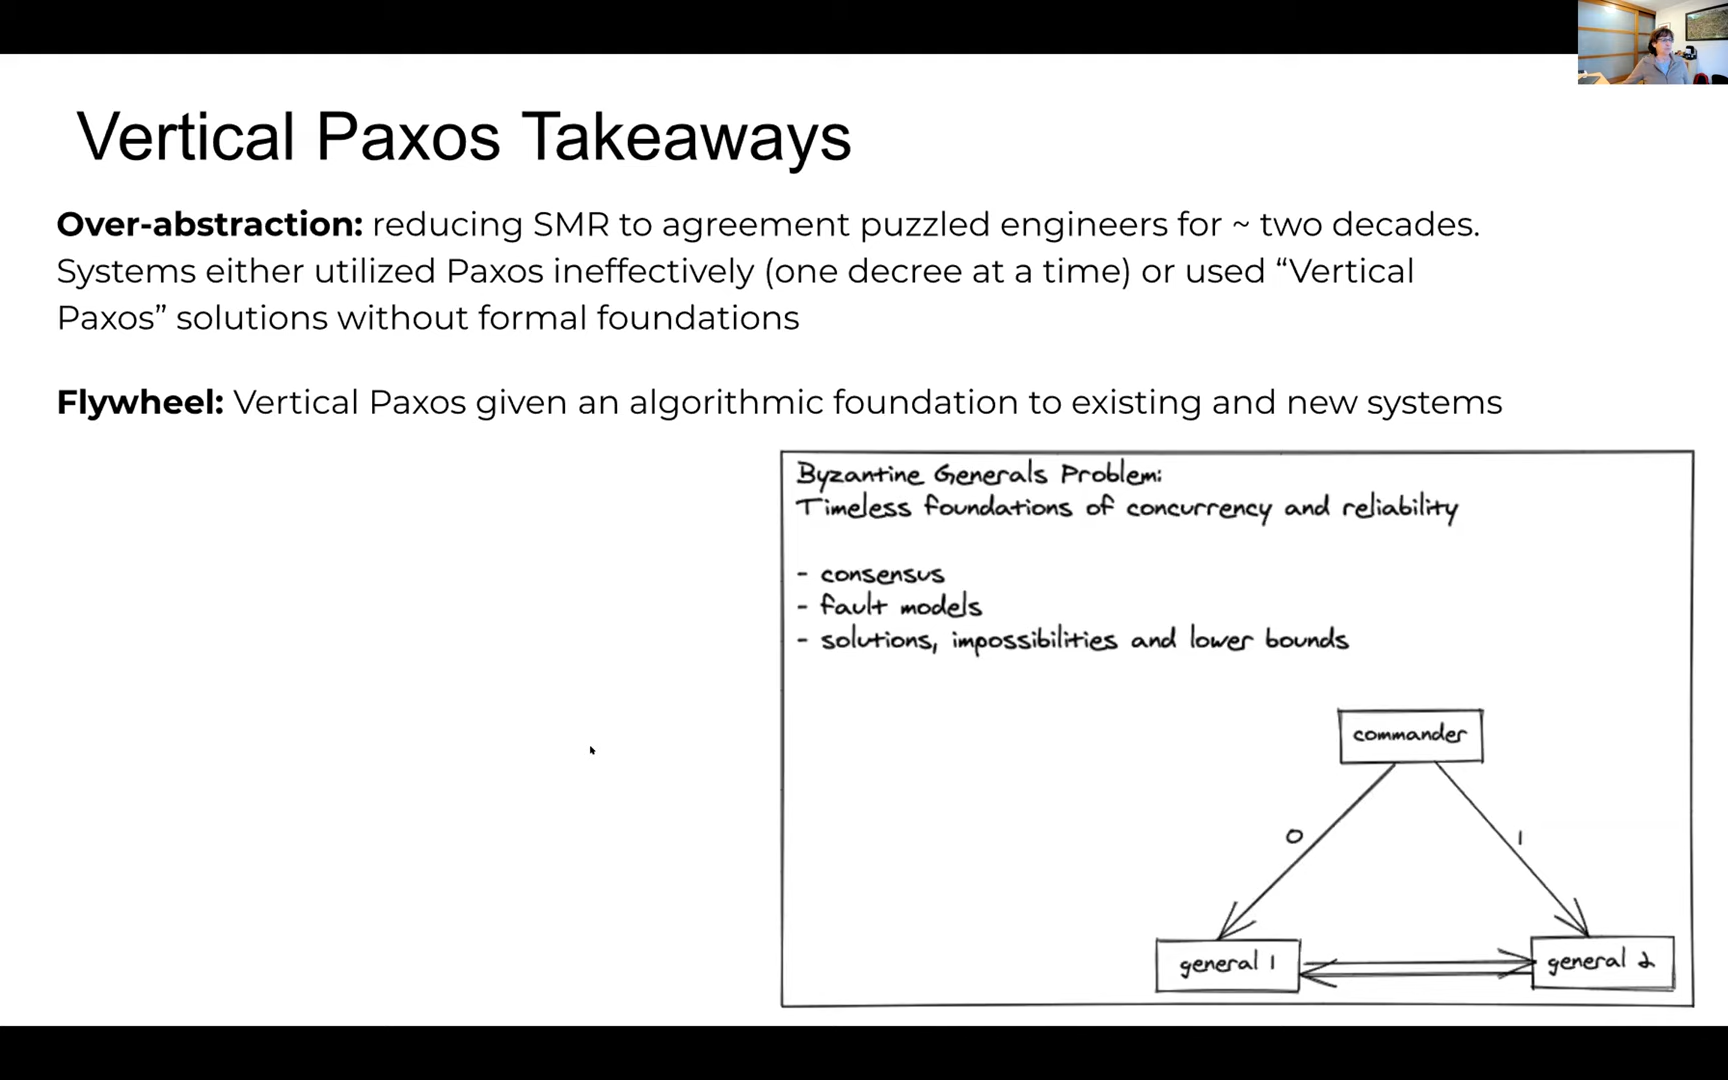 Vertical Paxos Takeaways
Over-abstraction: reducing SMR to agreement puzzled engineers for ~ two decades.
Systems either utilized Paxos ineffectively (one decree at a time) or used “Vertical
Paxos” solutions without formal foundations
Flywheel: Vertical Paxos given an algorithmic foundation to existing and new systems
Byzantine Generals Problem:
Timeless foundations of concurrency and reliability
- consensus
- fault models
- solutions, impossibilities and lower bounds
commander
0
1
general 1
general 2